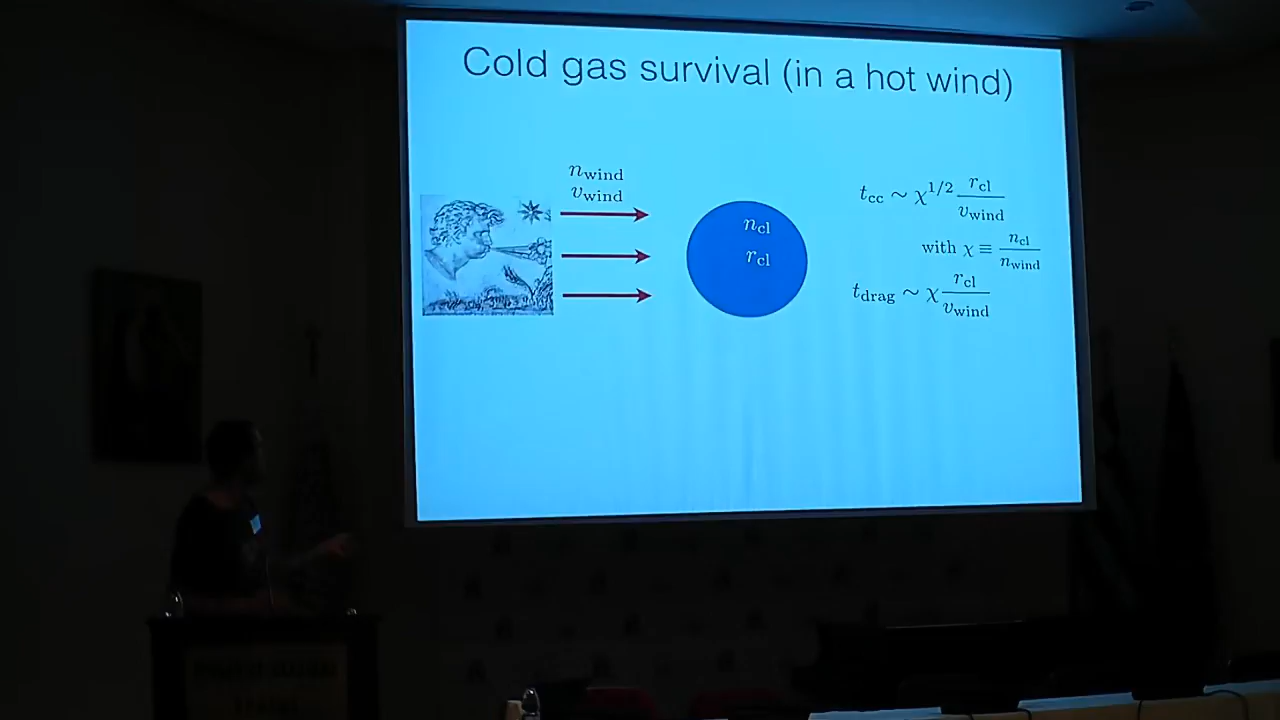 Cold gas survival (in a hot wind)
n_wind
v_wind
n_cl
r_cl
t_cc ~ χ^{1/2} r_cl / v_wind
with χ ≡ n_cl / n_wind
t_drag ~ χ r_cl / v_wind